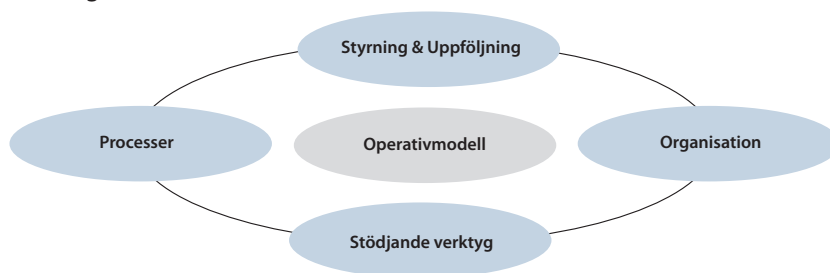 Styrning & Uppföljning
Processer
Operativmodell
Organisation
Stödjande verktyg